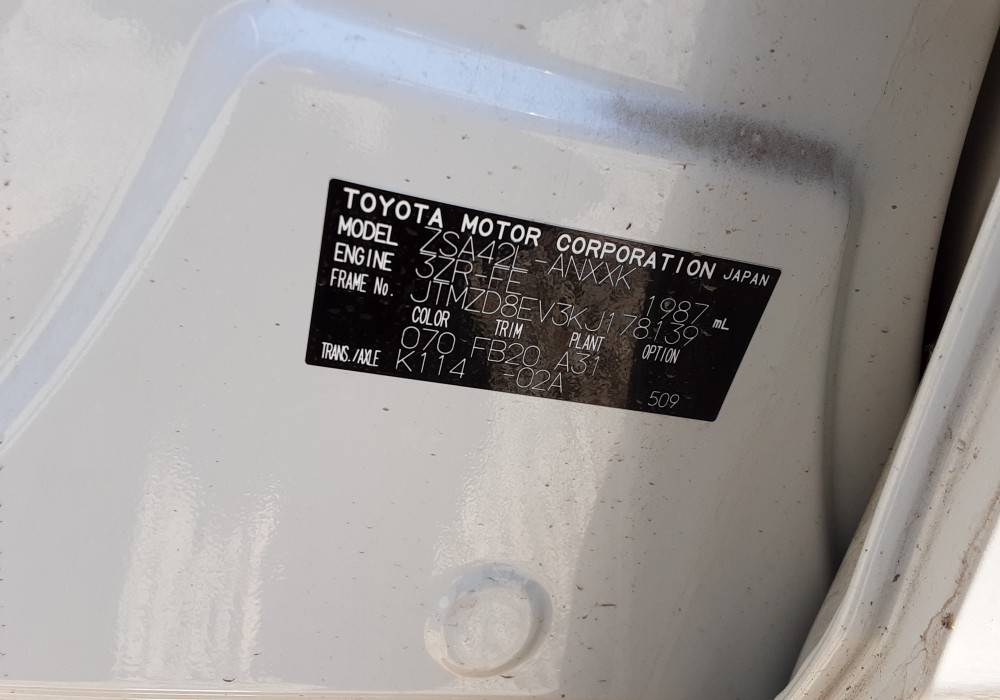 TOYOTA MOTOR CORPORATION JAPAN
MODEL ZSA42L-ANXXK
ENGINE 3ZR-FE 1987 mL
FRAME No. JTMZD8EV3KJ178139
COLOR TRIM PLANT OPTION
070 FB20 A31
TRANS./AXLE K114 -02A
509